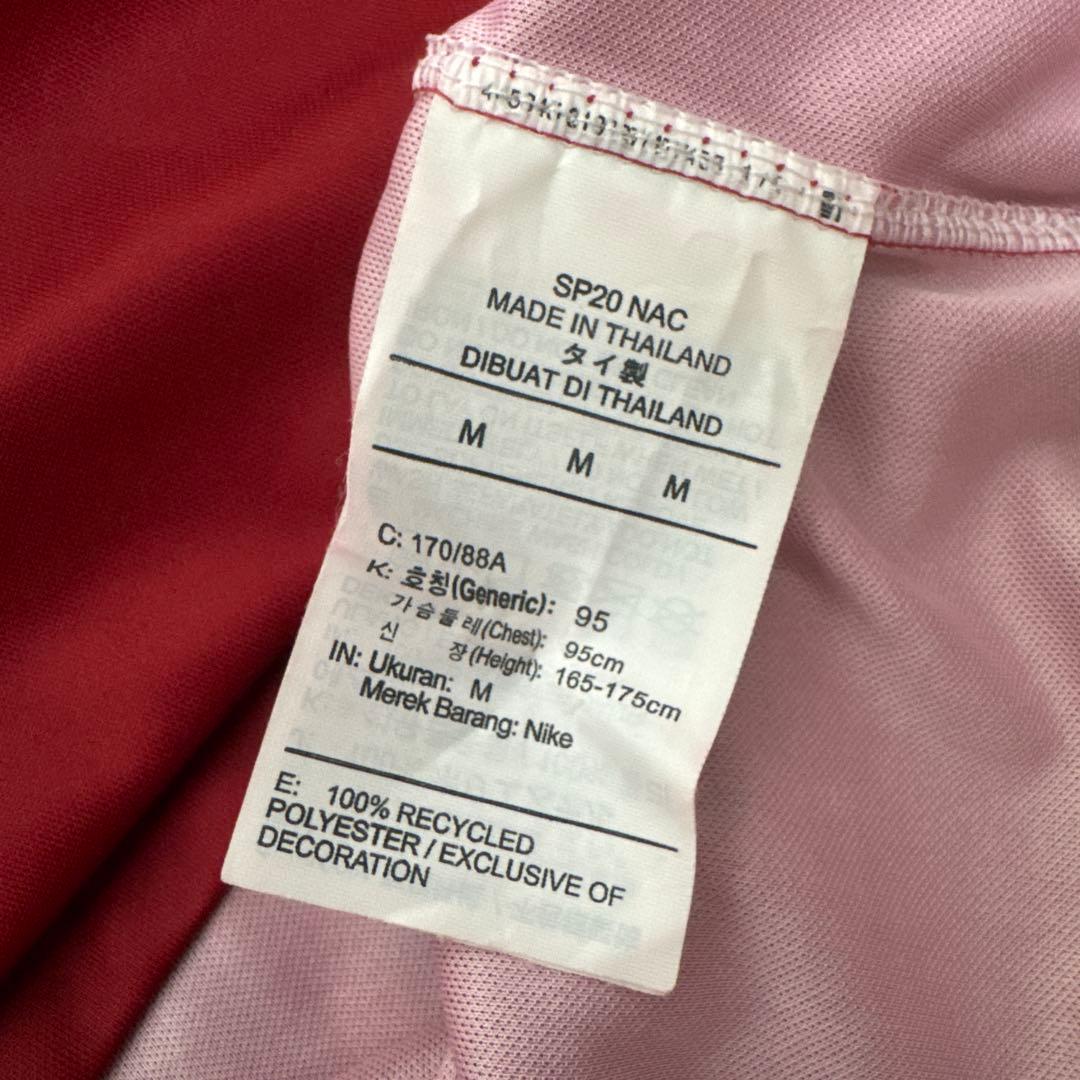 SP20 NAC
MADE IN THAILAND
タイ製
DIBUAT DI THAILAND
M M M
C: 170/88A
K: 호칭(Generic): 95
가슴둘레(Chest): 95cm
신 장(Height): 165-175cm
IN: Ukuran: M
Merek Barang: Nike
E: 100% RECYCLED
POLYESTER / EXCLUSIVE OF
DECORATION